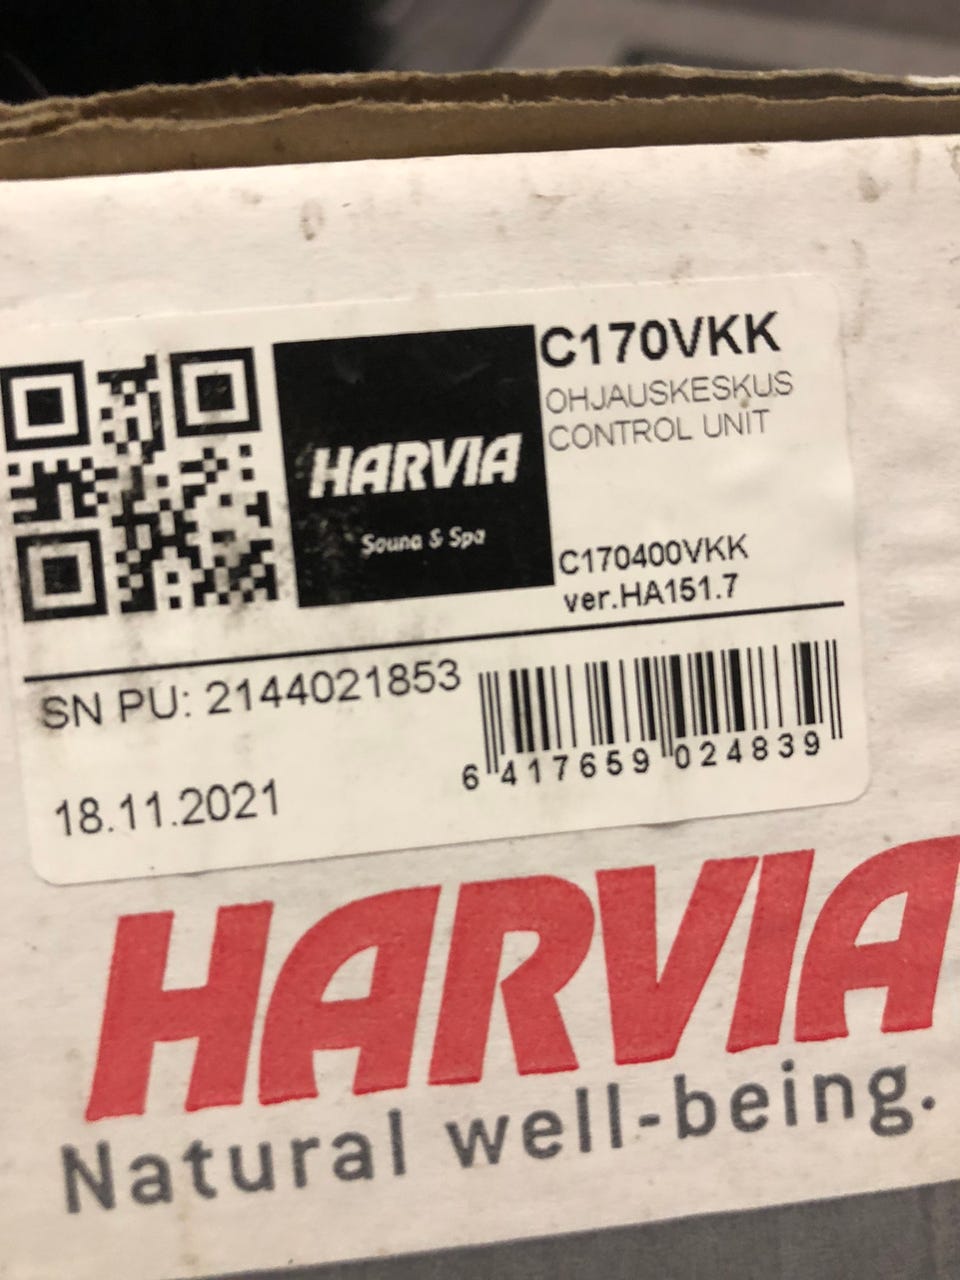 C170VKK
OHJAUSKESKUS
CONTROL UNIT
HARVIA
Sauna & Spa
C170400VKK
ver.HA151.7
SN PU: 2144021853
6 417659 024839
18.11.2021
HARVIA
Natural well-being.